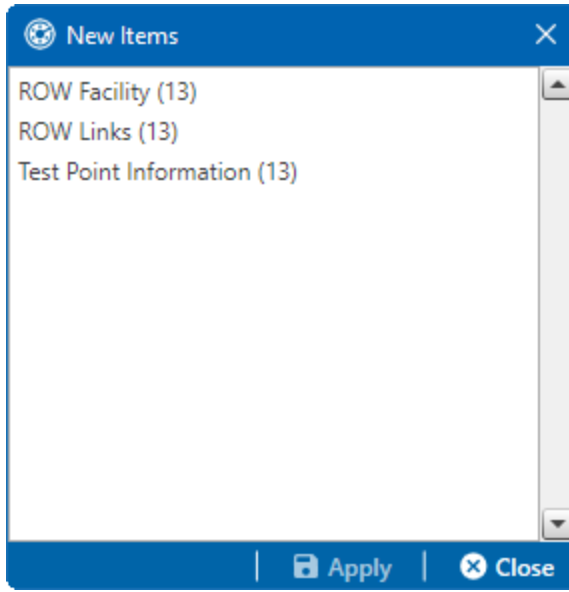 New Items
ROW Facility (13)
ROW Links (13)
Test Point Information (13)
Apply
Close